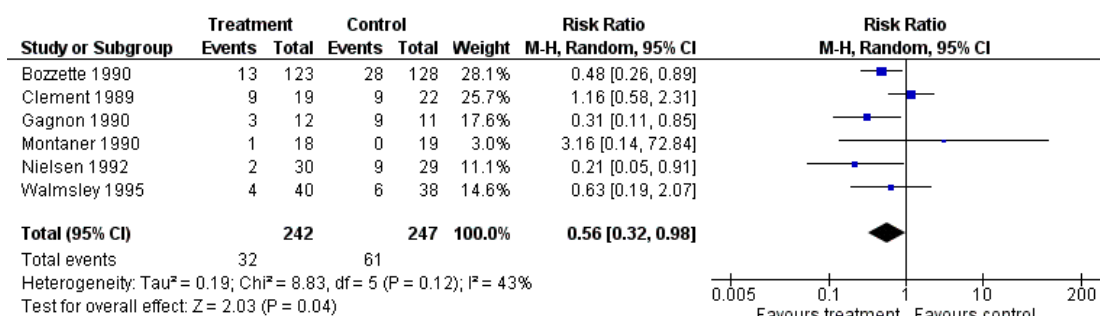 Treatment Control Risk Ratio Risk Ratio
Study or Subgroup Events Total Events Total Weight M-H, Random, 95% CI M-H, Random, 95% CI
Bozzette 1990 13 123 28 128 28.1% 0.48 [0.26, 0.89]
Clement 1989 9 19 9 22 25.7% 1.16 [0.58, 2.31]
Gagnon 1990 3 12 9 11 17.6% 0.31 [0.11, 0.85]
Montaner 1990 1 18 0 19 3.0% 3.16 [0.14, 72.84]
Nielsen 1992 2 30 9 29 11.1% 0.21 [0.05, 0.91]
Walmsley 1995 4 40 6 38 14.6% 0.63 [0.19, 2.07]
Total (95% CI) 242 247 100.0% 0.56 [0.32, 0.98]
Total events 32 61
Heterogeneity: Tau² = 0.19; Chi² = 8.83, df = 5 (P = 0.12); I² = 43%
Test for overall effect: Z = 2.03 (P = 0.04)
0.005 0.1 1 10 200
Favours treatment Favours control